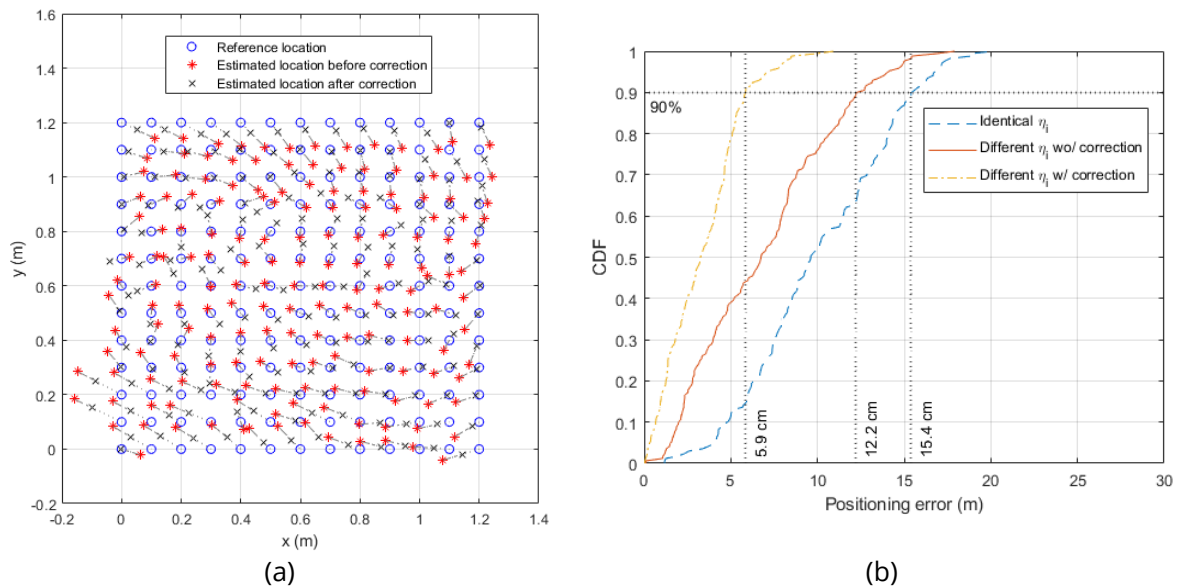 1.6
1.4
1.2
1
0.8
0.6
0.4
0.2
0
-0.2
-0.2
0
0.2
0.4
0.6
0.8
1
1.2
1.4
y (m)
x (m)
Reference location
Estimated location before correction
Estimated location after correction
(a)
1
0.9
0.8
0.7
0.6
0.5
0.4
0.3
0.2
0.1
0
0
5
10
15
20
25
30
CDF
Positioning error (m)
90%
Identical ηi
Different ηi wo/ correction
Different ηi w/ correction
5.9 cm
12.2 cm
15.4 cm
(b)